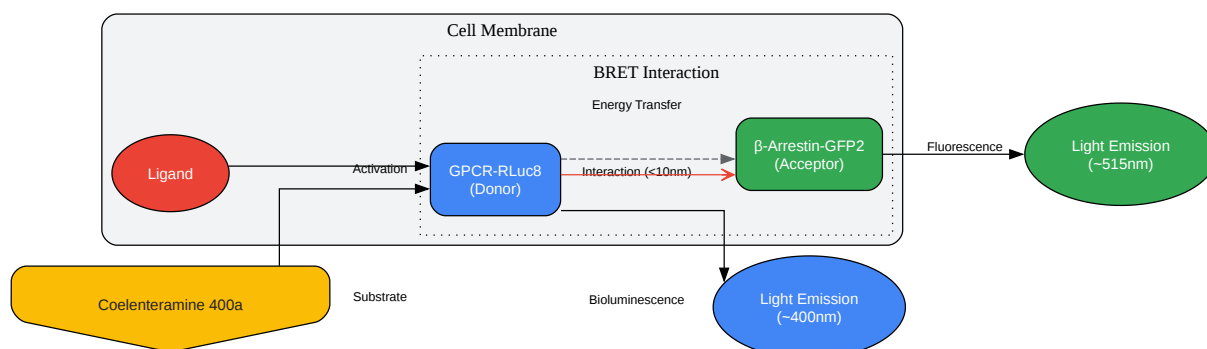 Cell Membrane
BRET Interaction
Energy Transfer
Ligand
Activation
GPCR-RLuc8
(Donor)
Interaction (<10nm)
β-Arrestin-GFP2
(Acceptor)
Fluorescence
Light Emission
(~515nm)
Coelenteramine 400a
Substrate
Bioluminescence
Light Emission
(~400nm)